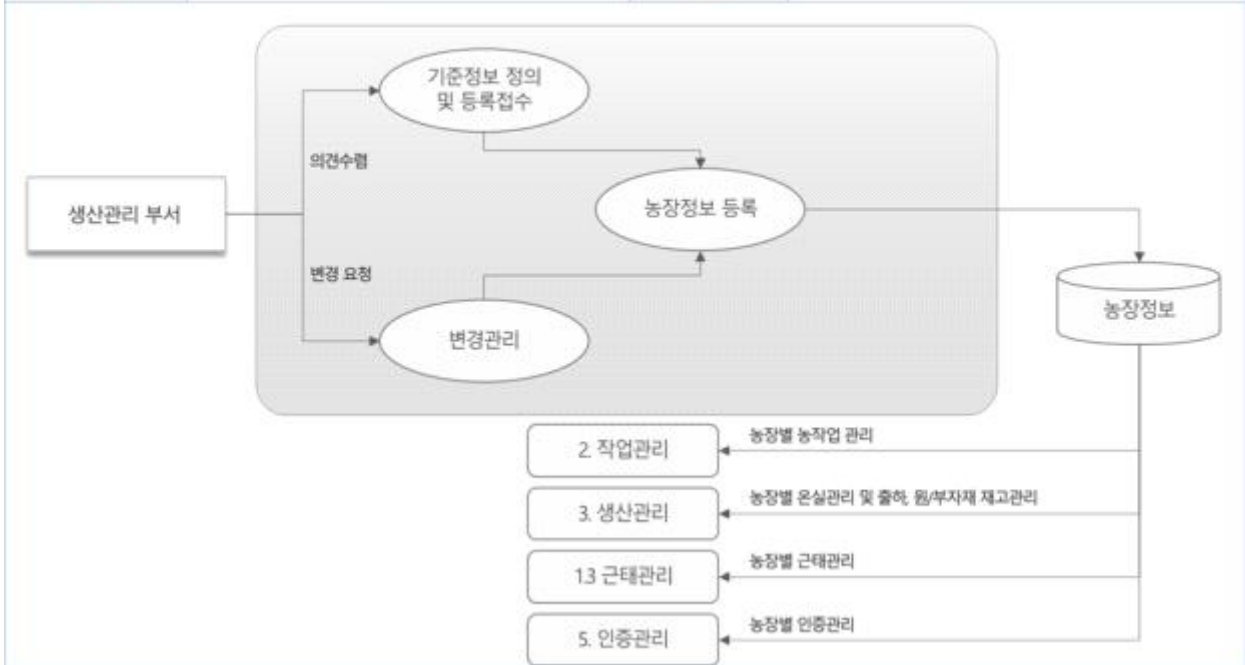 기준정보 정의
및 등록접수
의견수렴
생산관리 부서
농장정보 등록
변경 요청
변경관리
농장정보
2. 작업관리
농장별 농작업 관리
3. 생산관리
농장별 온실관리 및 출하, 원/부자재 재고관리
1.3 근태관리
농장별 근태관리
5. 인증관리
농장별 인증관리